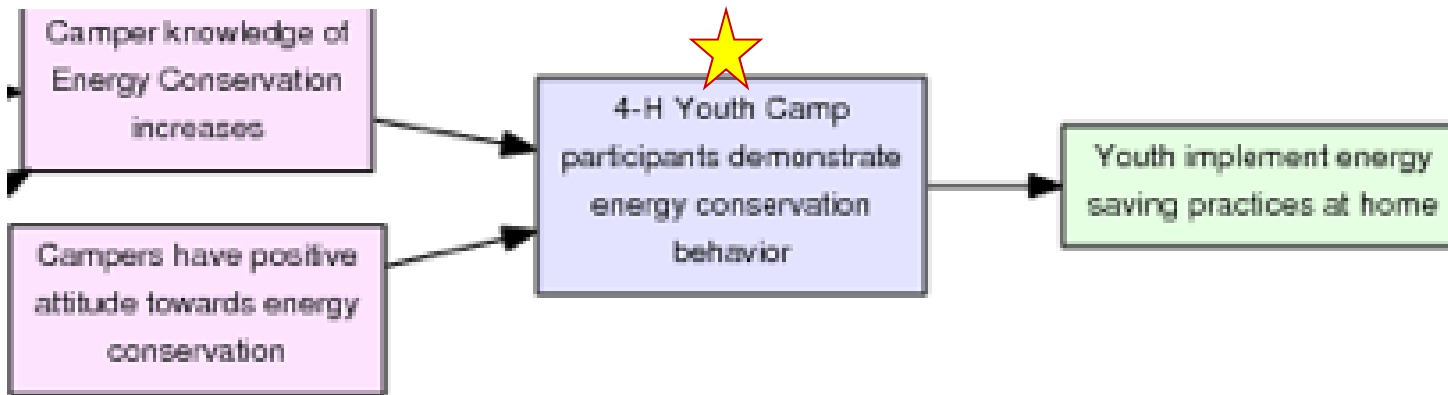 Camper knowledge of
Energy Conservation
increases
Campers have positive
attitude towards energy
conservation
4-H Youth Camp
participants demonstrate
energy conservation
behavior
Youth implement energy
saving practices at home